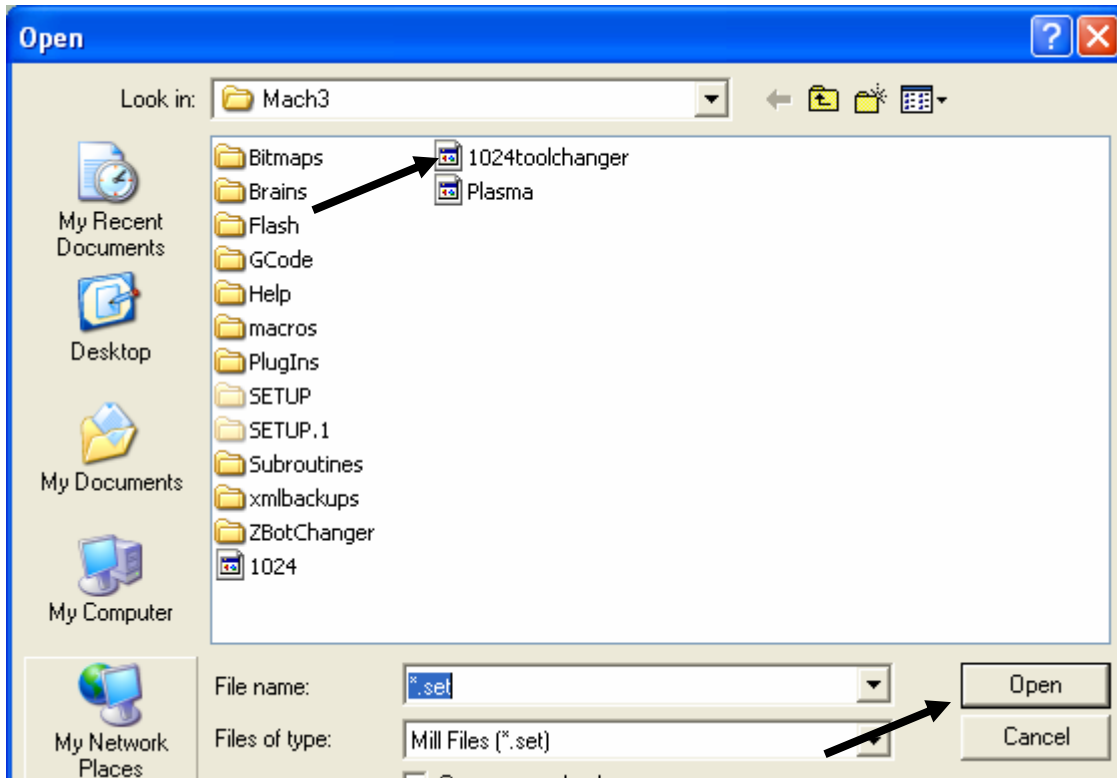 Open
Look in:
Mach3
My Recent
Documents
Desktop
My Documents
My Computer
My Network
Places
Bitmaps
Brains
Flash
GCode
Help
macros
PlugIns
SETUP
SETUP.1
Subroutines
xmlbackups
ZBotChanger
1024
1024toolchanger
Plasma
File name:
*.set
Open
Files of type:
Mill Files (*.set)
Cancel